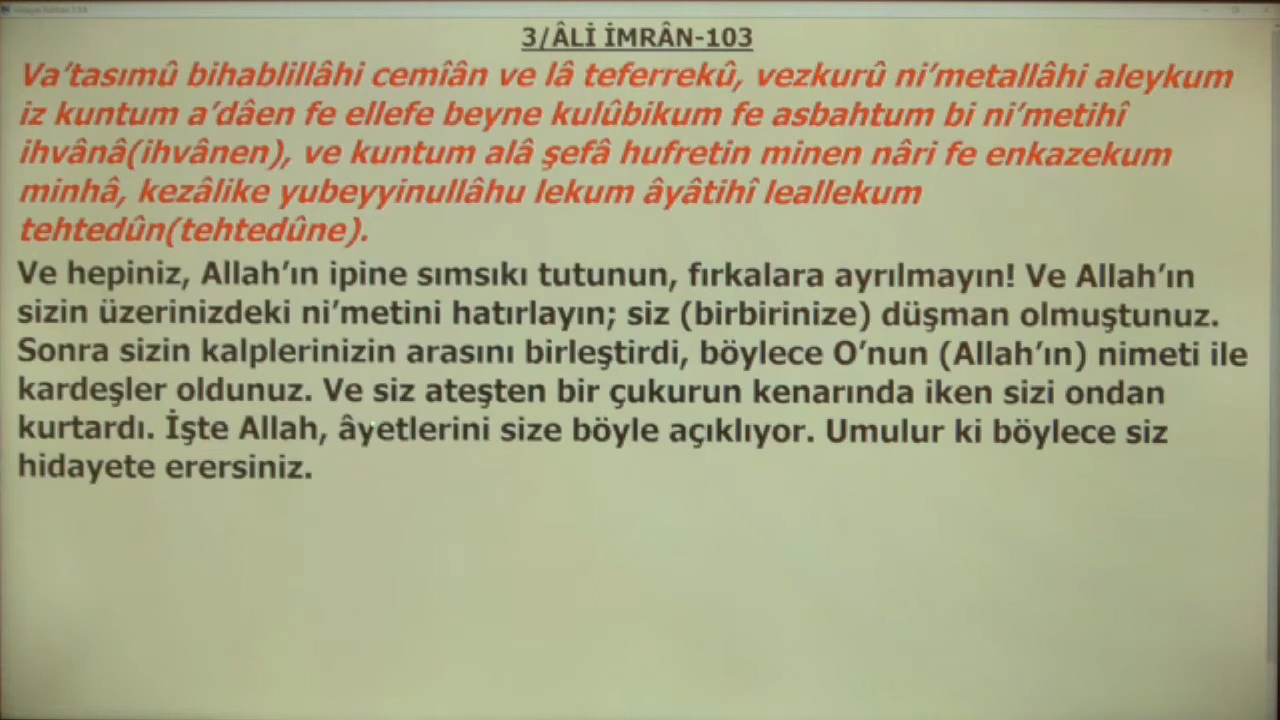 3/ÂLİ İMRÂN-103
Va’tasımû bihablillâhi cemîân ve lâ teferrekû, vezkurû ni’metallâhi aleykum
iz kuntum a’dâen fe ellefe beyne kulûbikum fe asbahtum bi ni’metihî
ihvânâ(ihvânen), ve kuntum alâ şefâ hufretin minen nâri fe enkazekum
minhâ, kezâlike yubeyyinullâhu lekum âyâtihî leallekum
tehtedûn(tehtedûne).
Ve hepiniz, Allah’ın ipine sımsıkı tutunun, fırkalara ayrılmayın! Ve Allah’ın
sizin üzerinizdeki ni’metini hatırlayın; siz (birbirinize) düşman olmuştunuz.
Sonra sizin kalplerinizin arasını birleştirdi, böylece O’nun (Allah’ın) nimeti ile
kardeşler oldunuz. Ve siz ateşten bir çukurun kenarında iken sizi ondan
kurtardı. İşte Allah, âyetlerini size böyle açıklıyor. Umulur ki böylece siz
hidayete erersiniz.